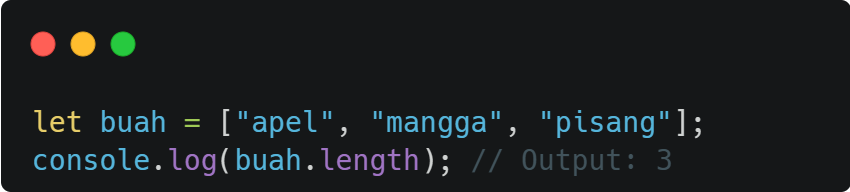 let buah = ["apel", "mangga", "pisang"];
console.log(buah.length); // Output: 3